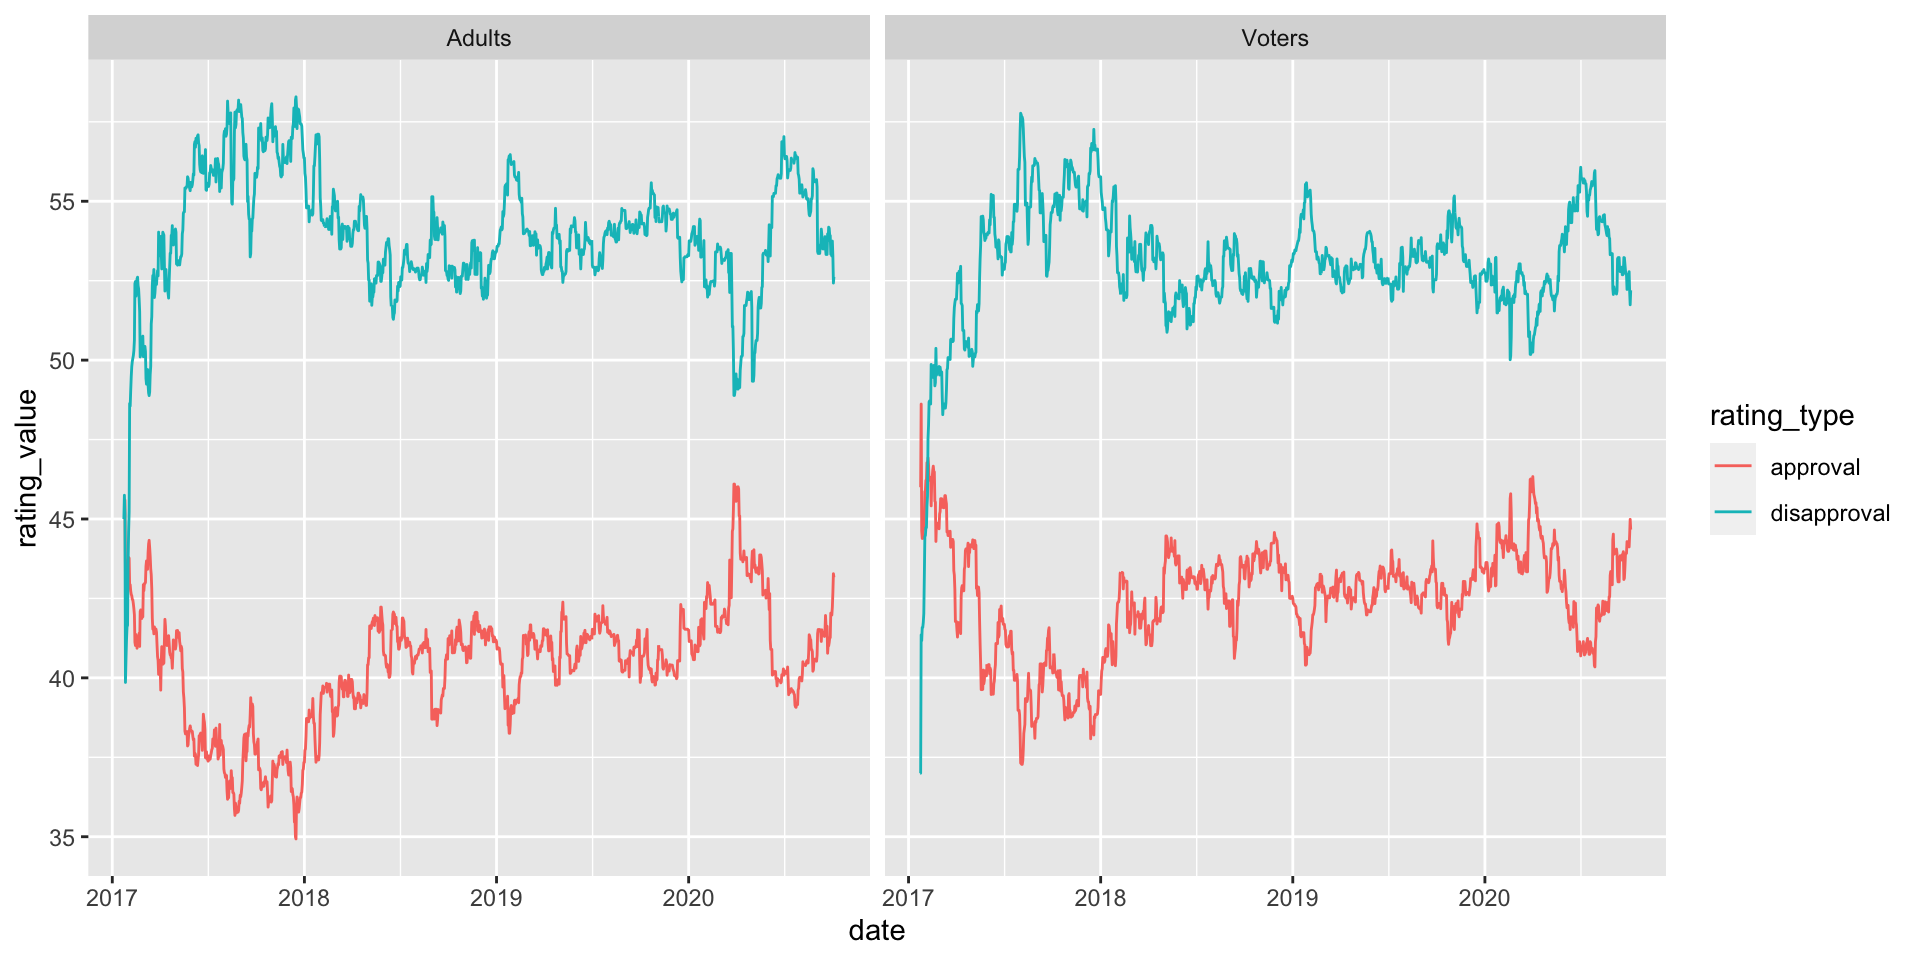 Adults
Voters
rating_value
55
50
45
40
35
2017
2018
2019
2020
2017
2018
2019
2020
date
rating_type
approval
disapproval